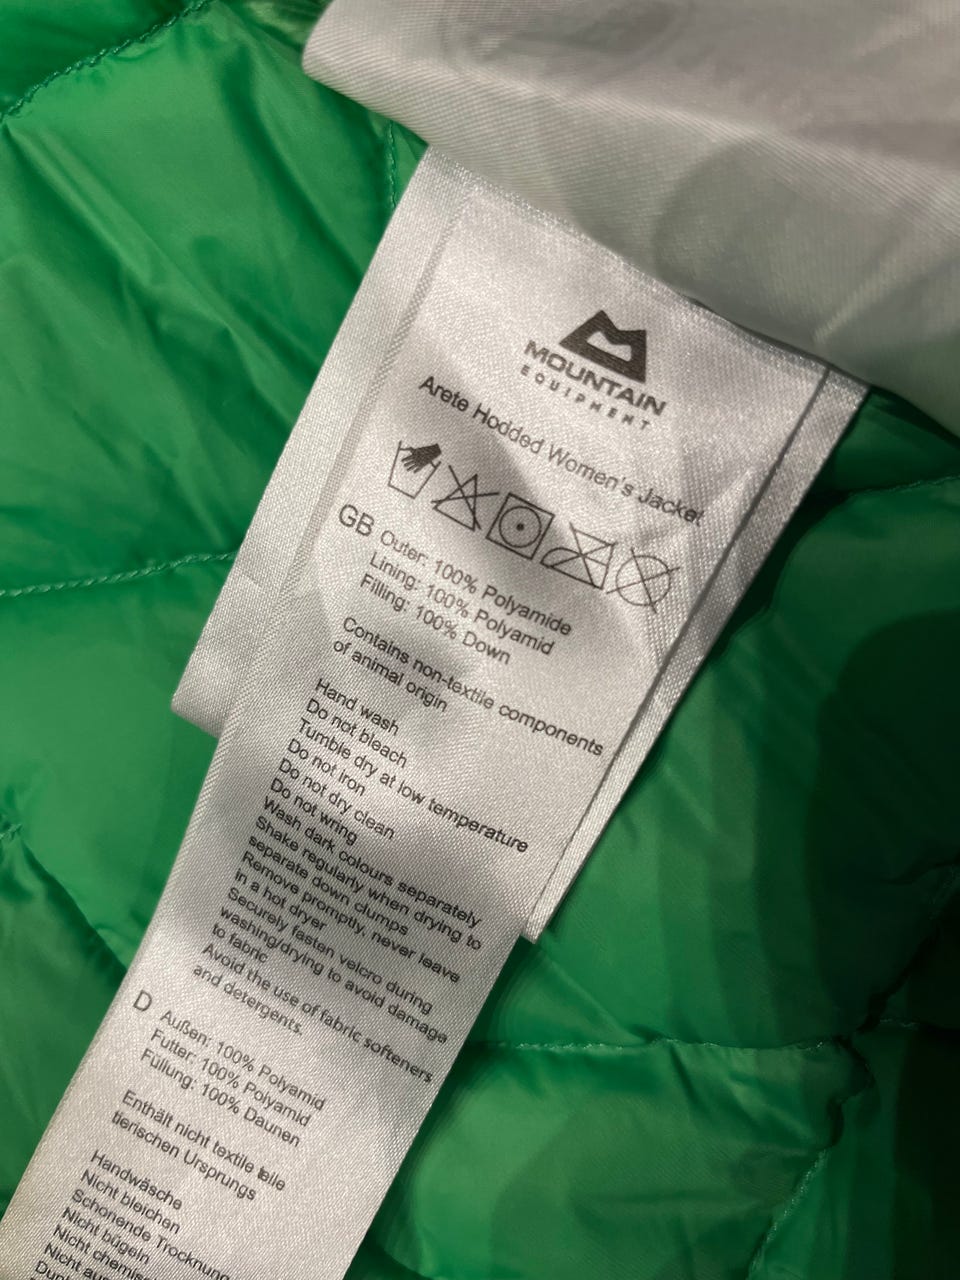 MOUNTAIN
EQUIPMENT
Arete Hodded Women's Jacket
GB
Outer: 100% Polyamide
Lining: 100% Polyamid
Filling: 100% Down
Contains non-textile components
of animal origin
Hand wash
Do not bleach
Tumble dry at low temperature
Do not iron
Do not dry clean
Do not wring
Wash dark colours separately
Shake regularly when drying to
separate down clumps
Remove promptly, never leave
in a hot dryer
Securely fasten velcro during
washing/drying to avoid damage
to fabric
Avoid the use of fabric softeners
and detergents.
D
Außen: 100% Polyamid
Futter: 100% Polyamid
Füllung: 100% Daunen
Enthält nicht textile teile
tierischen Ursprungs
Handwäsche
Nicht bleichen
Schonende Trocknung
Nicht bügeln
Nicht chemisc
Nicht aus